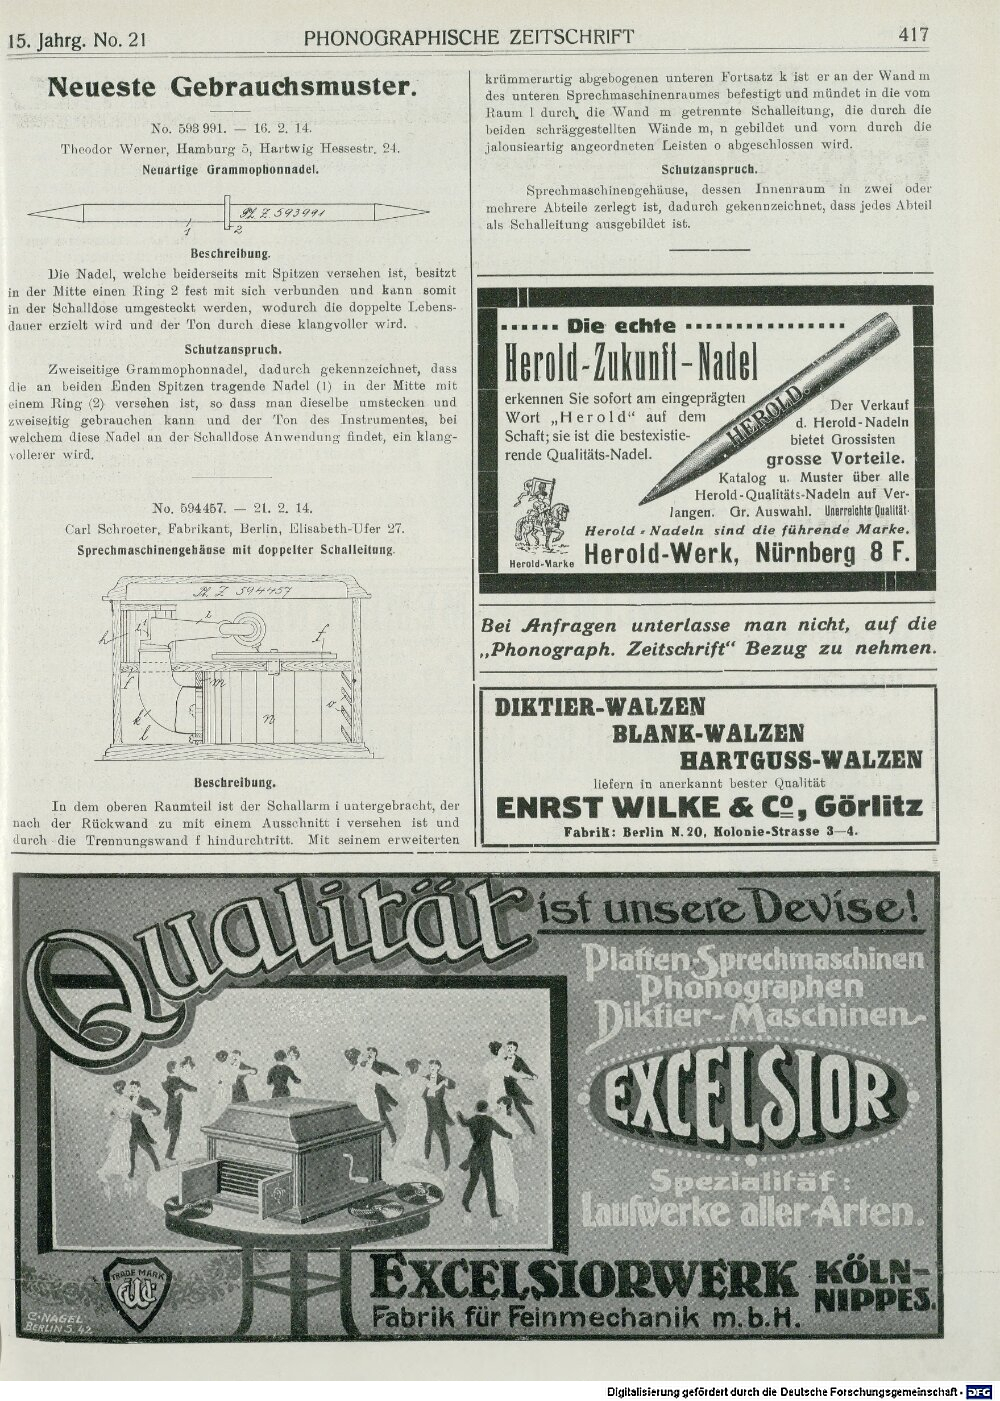 15. Jahrg. No. 21
PHONOGRAPHISCHE ZEITSCHRIFT
417
Neueste Gebrauchsmuster.
No. 593 991. — 16. 2. 14.
Theodor Werner, Hamburg 5, Hartwig Hessestr. 24.
Neuartige Grammophonnadel.
Pl. Z. 593991
1
2
Beschreibung.
Die Nadel, welche beiderseits mit Spitzen versehen ist, besitzt
in der Mitte einen Ring 2 fest mit sich verbunden und kann somit
in der Schalldose umgesteckt werden, wodurch die doppelte Lebens-
dauer erzielt wird und der Ton durch diese klangvoller wird.
Schutzanspruch.
Zweiseitige Grammophonnadel, dadurch gekennzeichnet, dass
die an beiden Enden Spitzen tragende Nadel (1) in der Mitte mit
einem Ring (2) versehen ist, so dass man dieselbe umstecken und
zweiseitig gebrauchen kann und der Ton des Instrumentes, bei
welchem diese Nadel an der Schalldose Anwendung findet, ein klang-
vollerer wird.
No. 594 457. — 21. 2. 14.
Carl Schroeter, Fabrikant, Berlin, Elisabeth-Ufer 27.
Sprechmaschinengehäuse mit doppelter Schalleitung.
Pl. Z. 594457
h
i
f
f
m
k
n
o
l
Beschreibung.
In dem oberen Raumteil ist der Schallarm i untergebracht, der
nach der Rückwand zu mit einem Ausschnitt i versehen ist und
durch die Trennungswand f hindurchtritt. Mit seinem erweiterten
krümmerartig abgebogenen unteren Fortsatz k ist er an der Wand m
des unteren Sprechmaschinenraumes befestigt und mündet in die vom
Raum l durch die Wand m getrennte Schalleitung, die durch die
beiden schräggestellten Wände m, n gebildet und vorn durch die
jalousieartig angeordneten Leisten o abgeschlossen wird.
Schutzanspruch.
Sprechmaschinengehäuse, dessen Innenraum in zwei oder
mehrere Abteile zerlegt ist, dadurch gekennzeichnet, dass jedes Abteil
als Schalleitung ausgebildet ist.
Die echte
Herold-Zukunft-Nadel
erkennen Sie sofort am eingeprägten
Wort „Herold" auf dem
Schaft; sie ist die bestexistie-
rende Qualitäts-Nadel.
HEROLD.
Der Verkauf
d. Herold-Nadeln
bietet Grossisten
grosse Vorteile.
Katalog u. Muster über alle
Herold-Qualitäts-Nadeln auf Ver-
langen. Gr. Auswahl. Unerreichte Qualität.
Herold-Nadeln sind die führende Marke.
Herold-Marke
Herold-Werk, Nürnberg 8 F.
Bei Anfragen unterlasse man nicht, auf die
„Phonograph. Zeitschrift" Bezug zu nehmen.
DIKTIER-WALZEN
BLANK-WALZEN
HARTGUSS-WALZEN
liefern in anerkannt bester Qualität
ENRST WILKE & Co., Görlitz
Fabrik: Berlin N. 20, Kolonie-Strasse 3—4.
Qualität ist unsere Devise!
Platten-Sprechmaschinen
Phonographen
Diktier-Maschinen
EXCELSIOR
Spezialität:
Laufwerke aller Arten.
TRADE MARK
C. NAGEL
BERLIN S. 42
EXCELSIORWERK KÖLN-
NIPPES.
Fabrik für Feinmechanik m.b.H.
Digitalisierung gefördert durch die Deutsche Forschungsgemeinschaft - DFG